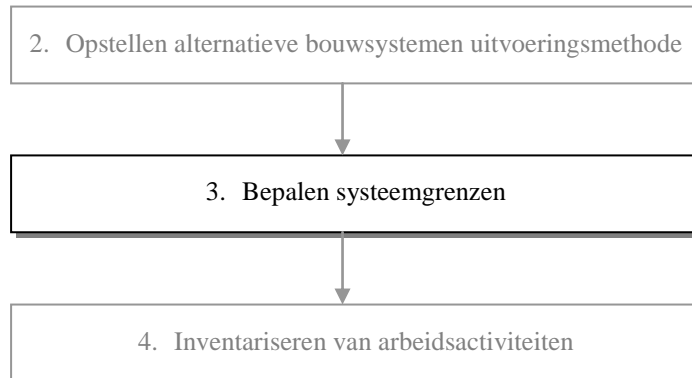 2. Opstellen alternatieve bouwsystemen uitvoeringsmethode
3. Bepalen systeemgrenzen
4. Inventariseren van arbeidsactiviteiten